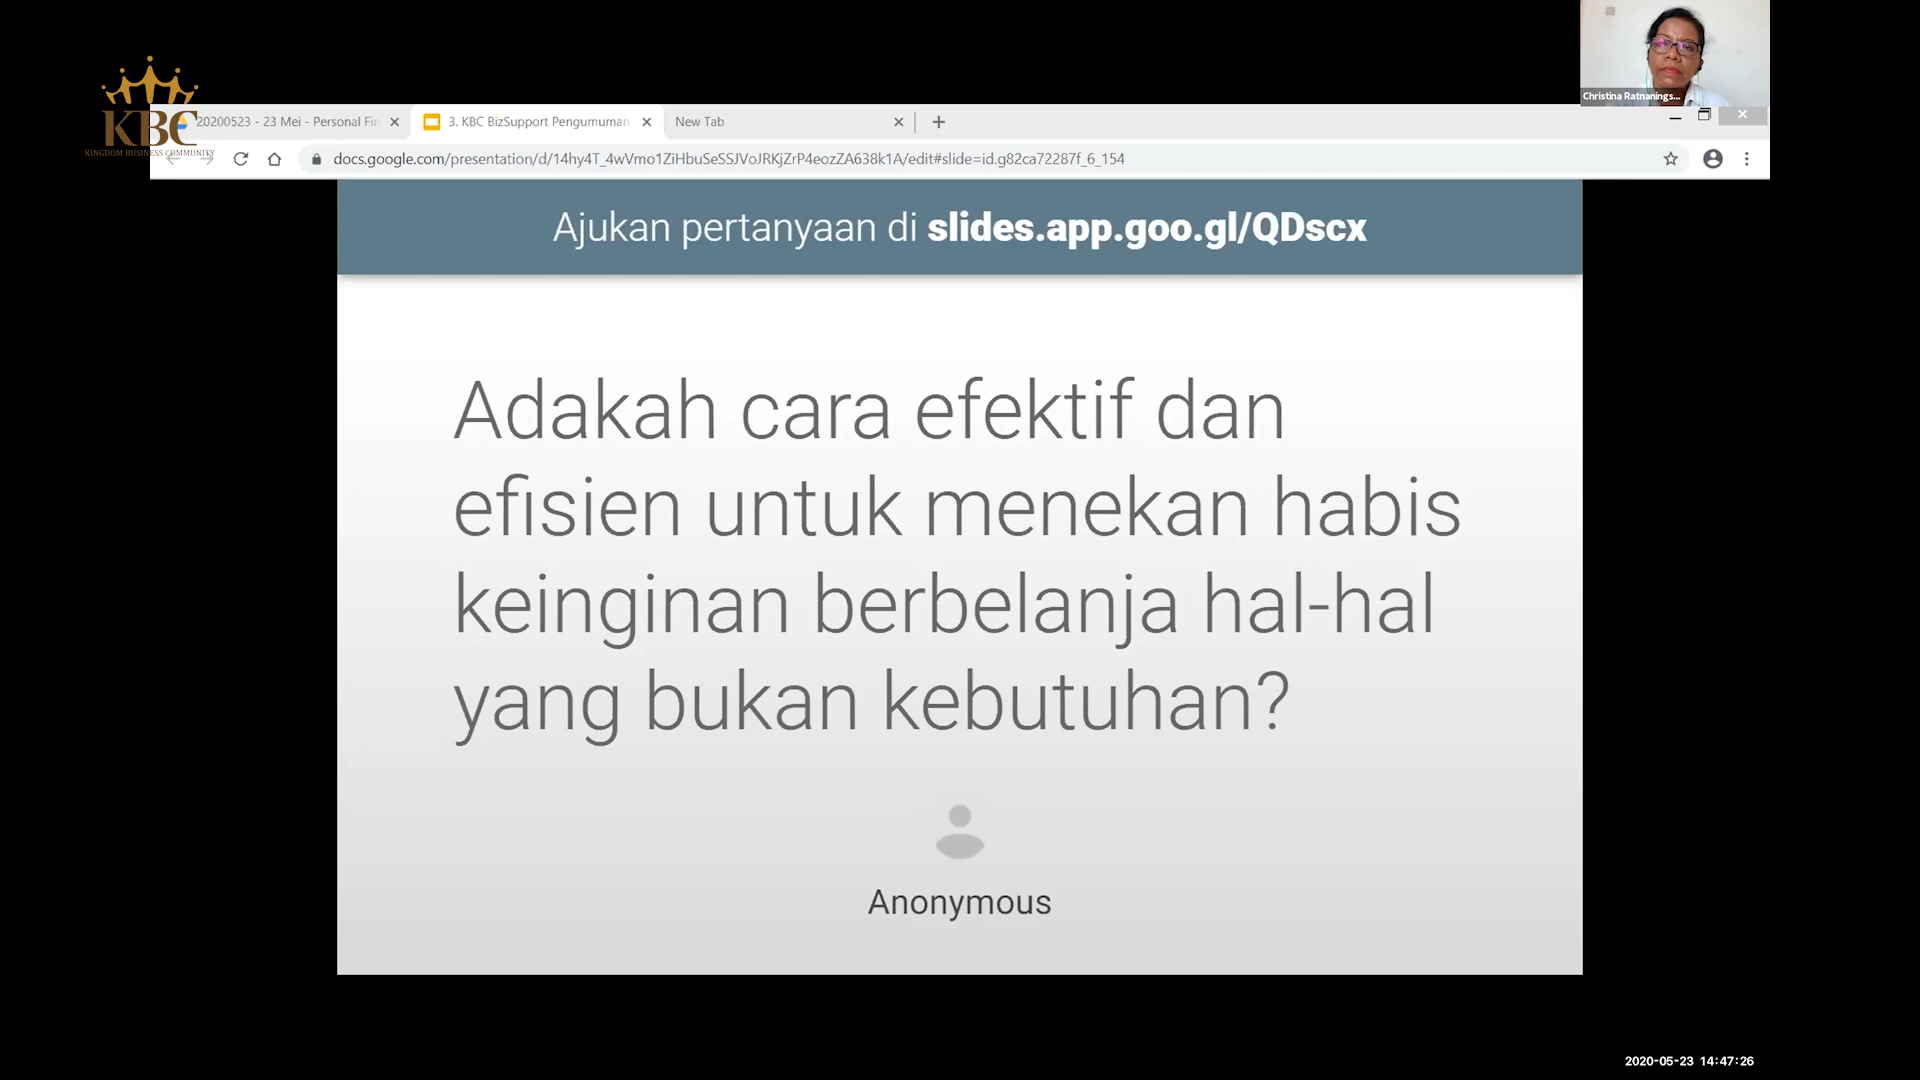 Christina Ratnanings...
KBC
KINGDOM BUSINESS COMMUNITY
20200523 - 23 Mei - Personal Fin
3. KBC BizSupport Pengumuman
New Tab
docs.google.com/presentation/d/14hy4T_4wVmo1ZiHbuSeSSJVoJRKjZrP4eozZA638k1A/edit#slide=id.g82ca72287f_6_154
Ajukan pertanyaan di slides.app.goo.gl/QDscx
Adakah cara efektif dan
efisien untuk menekan habis
keinginan berbelanja hal-hal
yang bukan kebutuhan?
Anonymous
2020-05-23 14:47:26